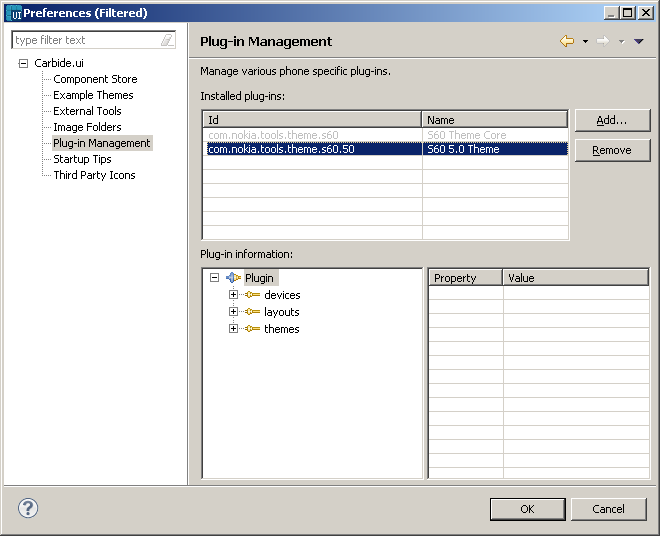 UI Preferences (Filtered)
type filter text
Carbide.ui
Component Store
Example Themes
External Tools
Image Folders
Plug-in Management
Startup Tips
Third Party Icons
Plug-in Management
Manage various phone specific plug-ins.
Installed plug-ins:
Id Name
com.nokia.tools.theme.s60 S60 Theme Core
com.nokia.tools.theme.s60.50 S60 5.0 Theme
Add...
Remove
Plug-in information:
Plugin
devices
layouts
themes
Property Value
?
OK Cancel